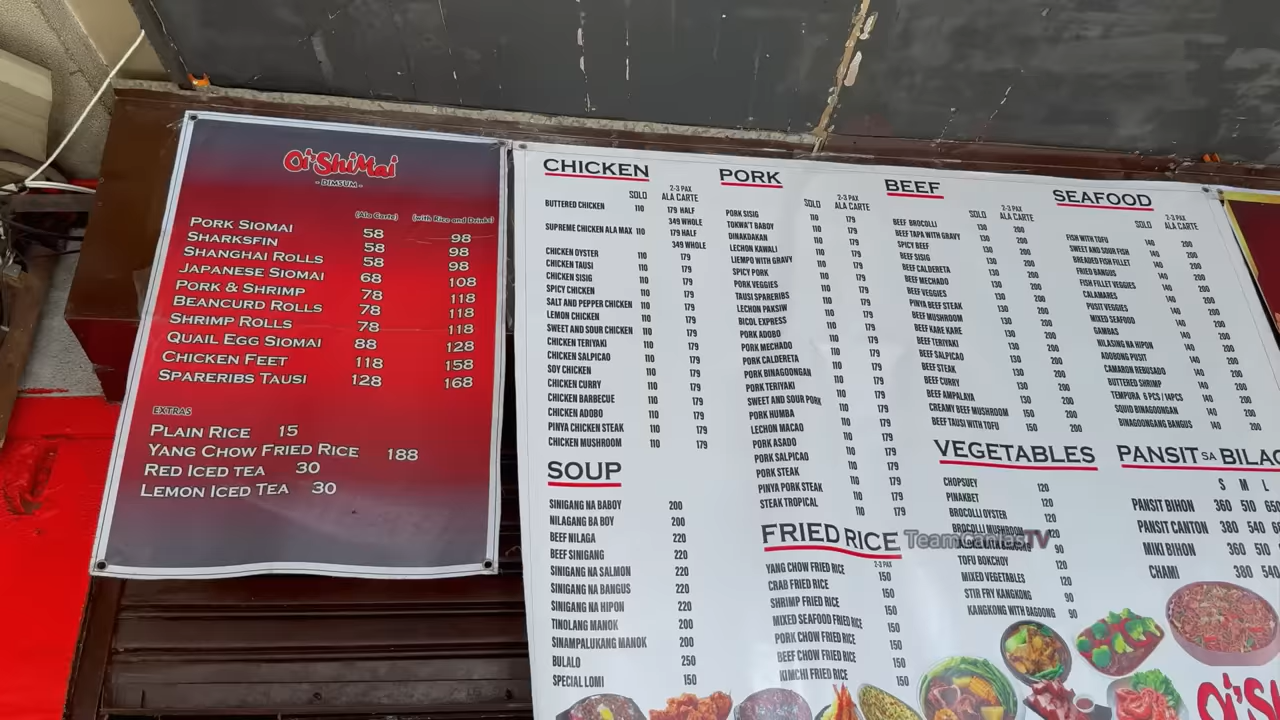 Oi'ShiMai
- DIMSUM -
(Ala Carte) (with Rice and Drinks)
PORK SIOMAI 58 98
SHARKSFIN 58 98
SHANGHAI ROLLS 58 98
JAPANESE SIOMAI 68 108
PORK & SHRIMP 78 118
BEANCURD ROLLS 78 118
SHRIMP ROLLS 78 118
QUAIL EGG SIOMAI 88 128
CHICKEN FEET 118 158
SPARERIBS TAUSI 128 168
EXTRAS
PLAIN RICE 15
YANG CHOW FRIED RICE 188
RED ICED TEA 30
LEMON ICED TEA 30
CHICKEN
SOLO 2-3 PAX ALA CARTE
BUTTERED CHICKEN 110 179 HALF
349 WHOLE
SUPREME CHICKEN ALA MAX 110 179 HALF
349 WHOLE
CHICKEN OYSTER 110 179
CHICKEN TAUSI 110 179
CHICKEN SISIG 110 179
SPICY CHICKEN 110 179
SALT AND PEPPER CHICKEN 110 179
LEMON CHICKEN 110 179
SWEET AND SOUR CHICKEN 110 179
CHICKEN TERIYAKI 110 179
CHICKEN SALPICAO 110 179
SOY CHICKEN 110 179
CHICKEN CURRY 110 179
CHICKEN BARBECUE 110 179
CHICKEN ADOBO 110 179
PINYA CHICKEN STEAK 110 179
CHICKEN MUSHROOM 110 179
SOUP
SINIGANG NA BABOY 200
NILAGANG BA BOY 200
BEEF NILAGA 220
BEEF SINIGANG 220
SINIGANG NA SALMON 220
SINIGANG NA BANGUS 220
SINIGANG NA HIPON 220
TINOLANG MANOK 200
SINAMPALUKANG MANOK 200
BULALO 250
SPECIAL LOMI 150
PORK
SOLO 2-3 PAX ALA CARTE
PORK SISIG 110 179
TOKWA'T BABOY 110 179
DINAKDAKAN 110 179
LECHON KAWALI 110 179
LIEMPO WITH GRAVY 110 179
SPICY PORK 110 179
PORK VEGGIES 110 179
TAUSI SPARERIBS 110 179
LECHON PAKSIW 110 179
BICOL EXPRESS 110 179
PORK ADOBO 110 179
PORK MECHADO 110 179
PORK CALDERETA 110 179
PORK BINAGOONGAN 110 179
PORK TERIYAKI 110 179
SWEET AND SOUR PORK 110 179
PORK HUMBA 110 179
LECHON MACAO 110 179
PORK ASADO 110 179
PORK SALPICAO 110 179
PORK STEAK 110 179
PINYA PORK STEAK 110 179
STEAK TROPICAL 110 179
FRIED RICE
2-3 PAX
YANG CHOW FRIED RICE 150
CRAB FRIED RICE 150
SHRIMP FRIED RICE 150
MIXED SEAFOOD FRIED RICE 150
PORK CHOW FRIED RICE 150
BEEF CHOW FRIED RICE 150
KIMCHI FRIED RICE 150
BEEF
SOLO 2-3 PAX ALA CARTE
BEEF BROCOLLI 130 200
BEEF TAPA WITH GRAVY 130 200
SPICY BEEF 130 200
BEEF SISIG 130 200
BEEF CALDERETA 130 200
BEEF MECHADO 130 200
BEEF VEGGIES 130 200
PINYA BEEF STEAK 130 200
BEEF MUSHROOM 130 200
BEEF KARE KARE 130 200
BEEF TERIYAKI 130 200
BEEF SALPICAO 130 200
BEEF STEAK 130 200
BEEF CURRY 130 200
BEEF AMPALAYA 130 200
CREAMY BEEF MUSHROOM 150 200
BEEF TAUSI WITH TOFU 150 200
VEGETABLES
CHOPSUEY 120
PINAKBET 120
BROCOLLI OYSTER 120
BROCOLLI MUSHROOM 120
90
TOFU BOKCHOY 120
MIXED VEGETABLES 120
STIR FRY KANGKONG 90
KANGKONG WITH BAGOONG 90
SEAFOOD
SOLO 2-3 PAX ALA CARTE
FISH WITH TOFU 140 200
SWEET AND SOUR FISH 140 200
BREADED FISH FILLET 140 200
FRIED BANGUS 140 200
FISH FILLET VEGGIES 140 200
CALAMARES 140 200
PUSIT VEGGIES 140 200
MIXED SEAFOOD 140 200
GAMBAS 140 200
NILASING NA HIPON 140 200
ADOBONG PUSIT 140 200
CAMARON REBUSADO 140 200
BUTTERED SHRIMP 140 200
TEMPURA 6 PCS / 14PCS 140 200
SQUID BINAGOONGAN 140 200
BINAGOONGANG BANGUS 140 200
PANSIT SA BILAO
S M L
PANSIT BIHON 360 510 650
PANSIT CANTON 380 540
MIKI BIHON 360 510
CHAMI 380 540
TeamCanlasTV
Oi'Sh